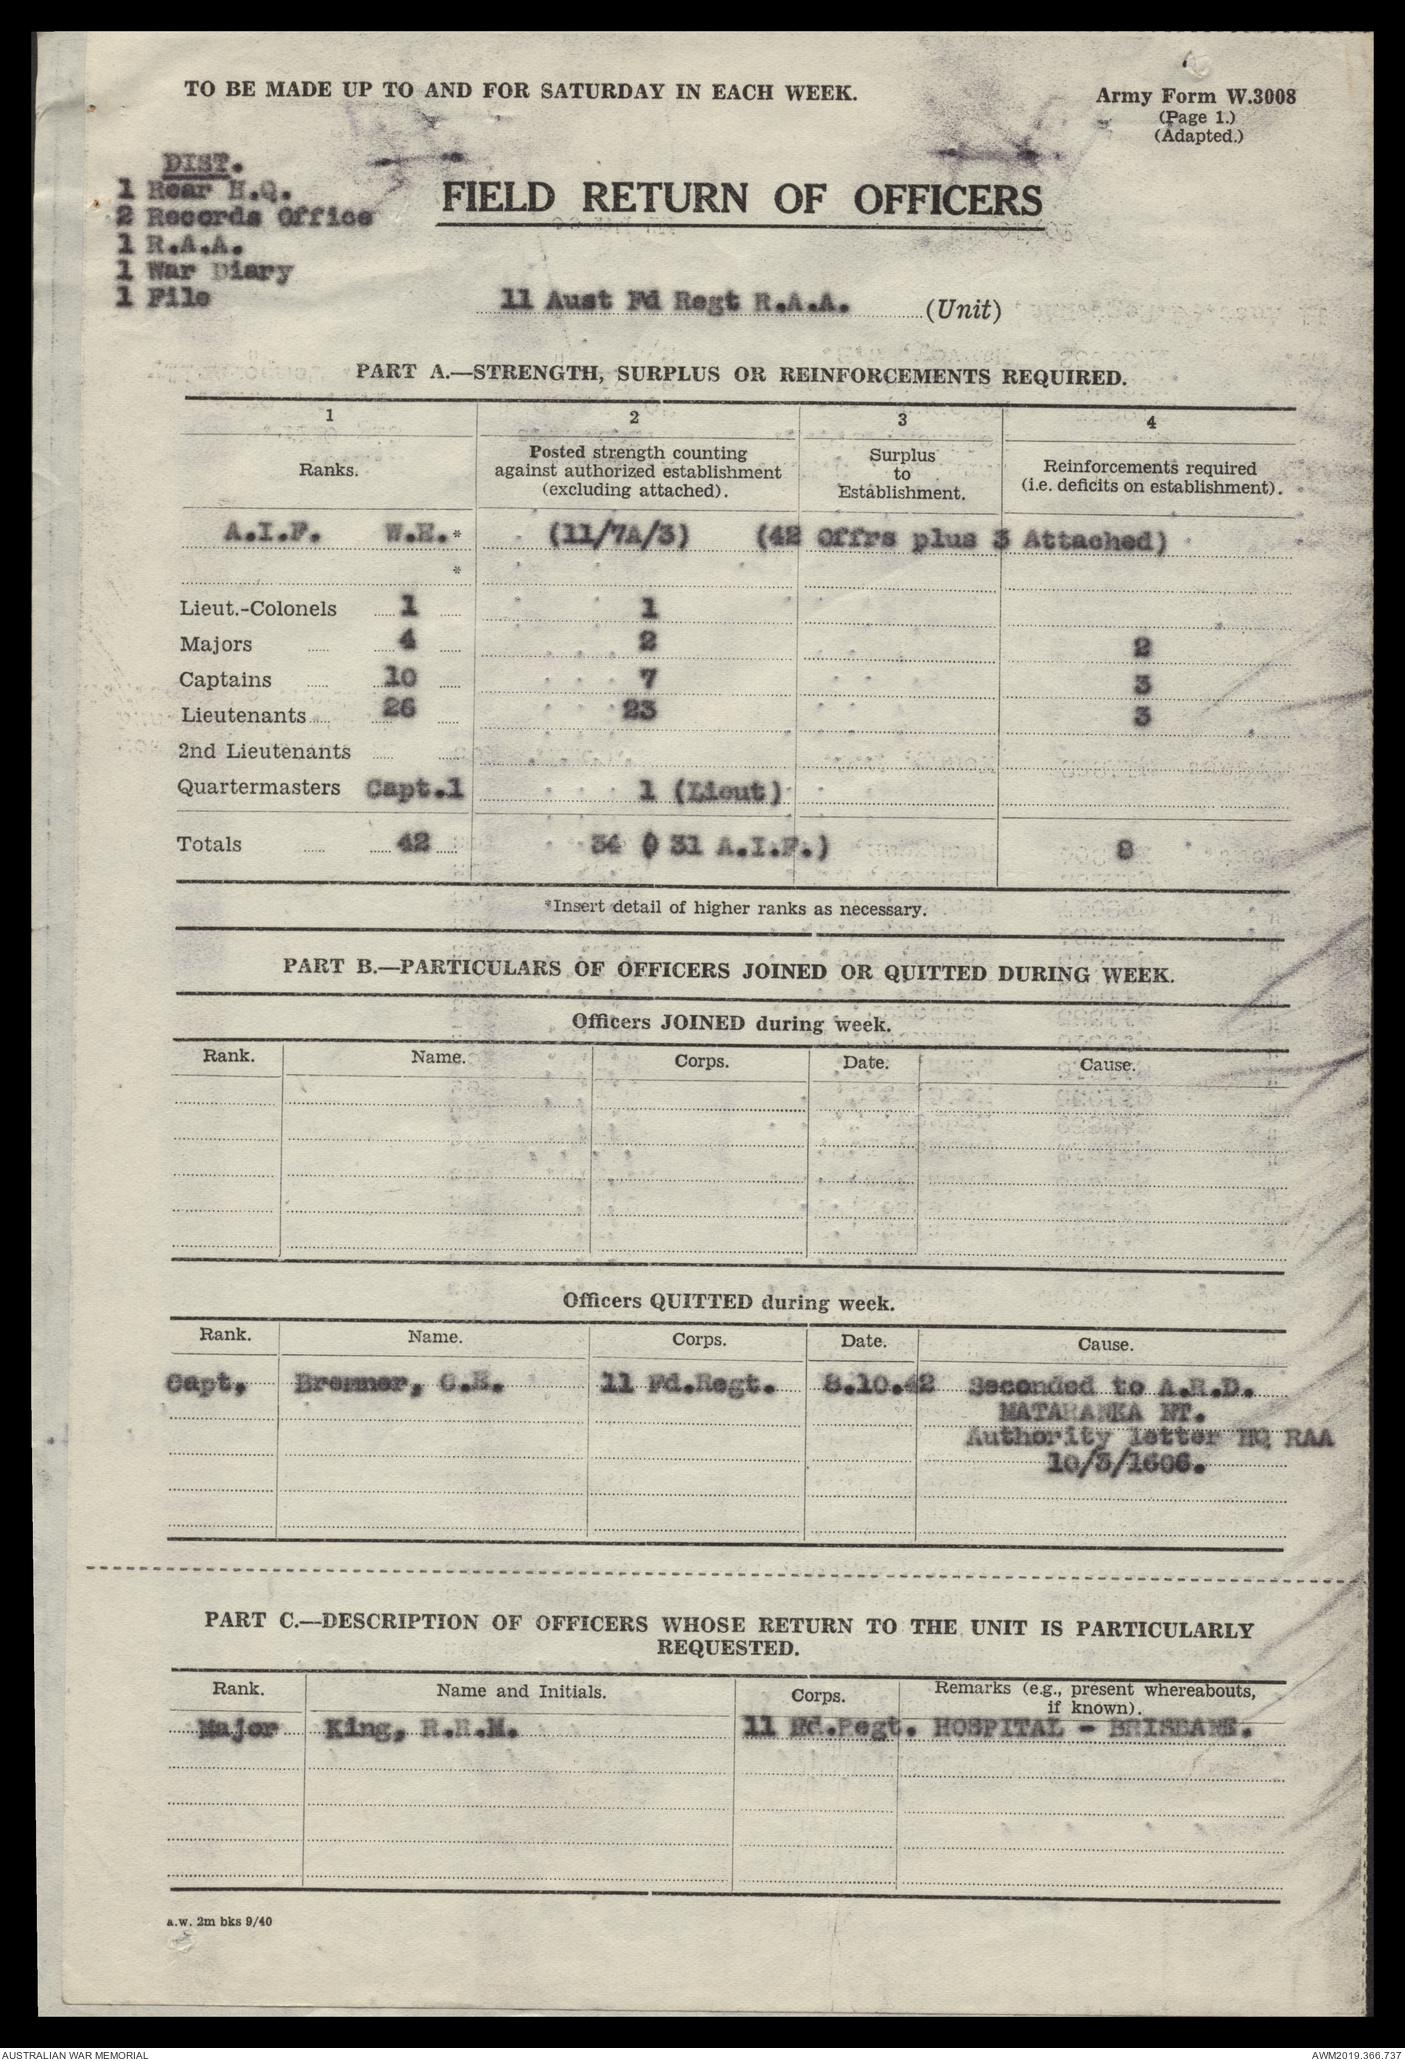 TO BE MADE UP TO AND FOR SATURDAY IN EACH WEEK.
Army Form W.3008
(Page 1.)
(Adapted.)
DIST.
1 Rear H.Q.
2 Records Office
1 R.A.A.
1 War Diary
1 File
FIELD RETURN OF OFFICERS
11 Aust Fd Regt R.A.A. (Unit)
PART A.—STRENGTH, SURPLUS OR REINFORCEMENTS REQUIRED.
1 2 3 4
Ranks. Posted strength counting against authorized establishment (excluding attached). Surplus to Establishment. Reinforcements required (i.e. deficits on establishment).
A.I.F. W.E.* (11/7A/3) (42 Offrs plus 3 Attached)
*
Lieut.-Colonels 1 1
Majors 4 2 2
Captains 10 7 3
Lieutenants 26 23 3
2nd Lieutenants
Quartermasters Capt.1 1 (Lieut)
Totals 42 34 ( 31 A.I.F.) 8
*Insert detail of higher ranks as necessary.
PART B.—PARTICULARS OF OFFICERS JOINED OR QUITTED DURING WEEK.
Officers JOINED during week.
Rank. Name. Corps. Date. Cause.
Officers QUITTED during week.
Rank. Name. Corps. Date. Cause.
Capt, Bremner, G.E. 11 Fd.Regt. 8.10.42 Seconded to A.R.D.
MATARANKA NT.
Authority letter HQ RAA
10/3/1606.
PART C.—DESCRIPTION OF OFFICERS WHOSE RETURN TO THE UNIT IS PARTICULARLY
REQUESTED.
Rank. Name and Initials. Corps. Remarks (e.g., present whereabouts, if known).
Major King, R.R.M. 11 Fd.Regt. HOSPITAL - BRISBANE.
a.w. 2m bks 9/40
AUSTRALIAN WAR MEMORIAL
AWM2019.366.737